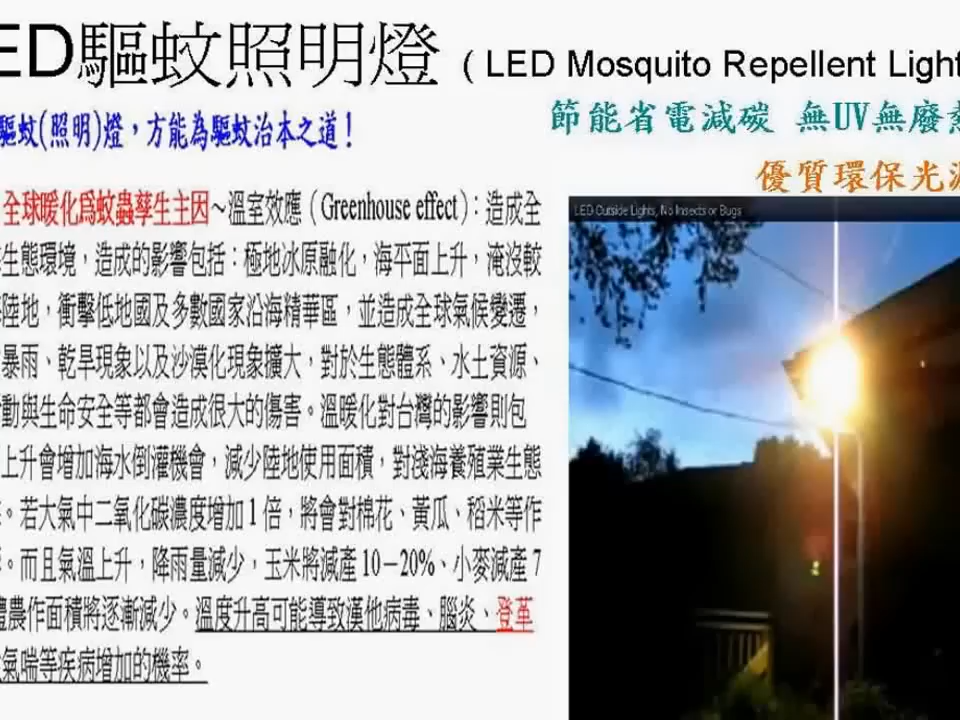 ED驅蚊照明燈 ( LED Mosquito Repellent Light
驅蚊(照明)燈，方能為驅蚊治本之道！
節能省電減碳 無UV無廢熱
優質環保光源
全球暖化為蚊蟲孳生主因～溫室效應（Greenhouse effect）：造成全
生態環境，造成的影響包括：極地冰原融化，海平面上升，淹沒較
陸地，衝擊低地國及多數國家沿海精華區，並造成全球氣候變遷，
暴雨、乾旱現象以及沙漠化現象擴大，對於生態體系、水土資源、
動與生命安全等都會造成很大的傷害。溫暖化對台灣的影響則包
上升會增加海水倒灌機會，減少陸地使用面積，對淺海養殖業生態
。若大氣中二氧化碳濃度增加1倍，將會對棉花、黃瓜、稻米等作
。而且氣溫上升，降雨量減少，玉米將減產10－20%、小麥減產7
體農作面積將逐漸減少。溫度升高可能導致漢他病毒、腦炎、登革
氣喘等疾病增加的機率。
LED Outside Lights, No Insects or Bugs